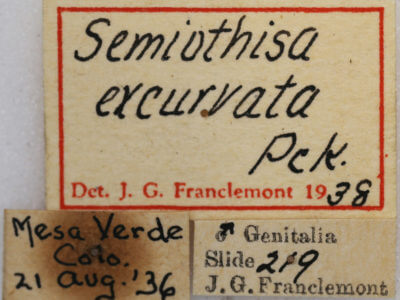 Semiothisa
excurvata
Pck.
Det. J. G. Franclemont 1938
Mesa Verde
Colo.
21 Aug. '36
♂ Genitalia
Slide 219
J. G. Franclemont